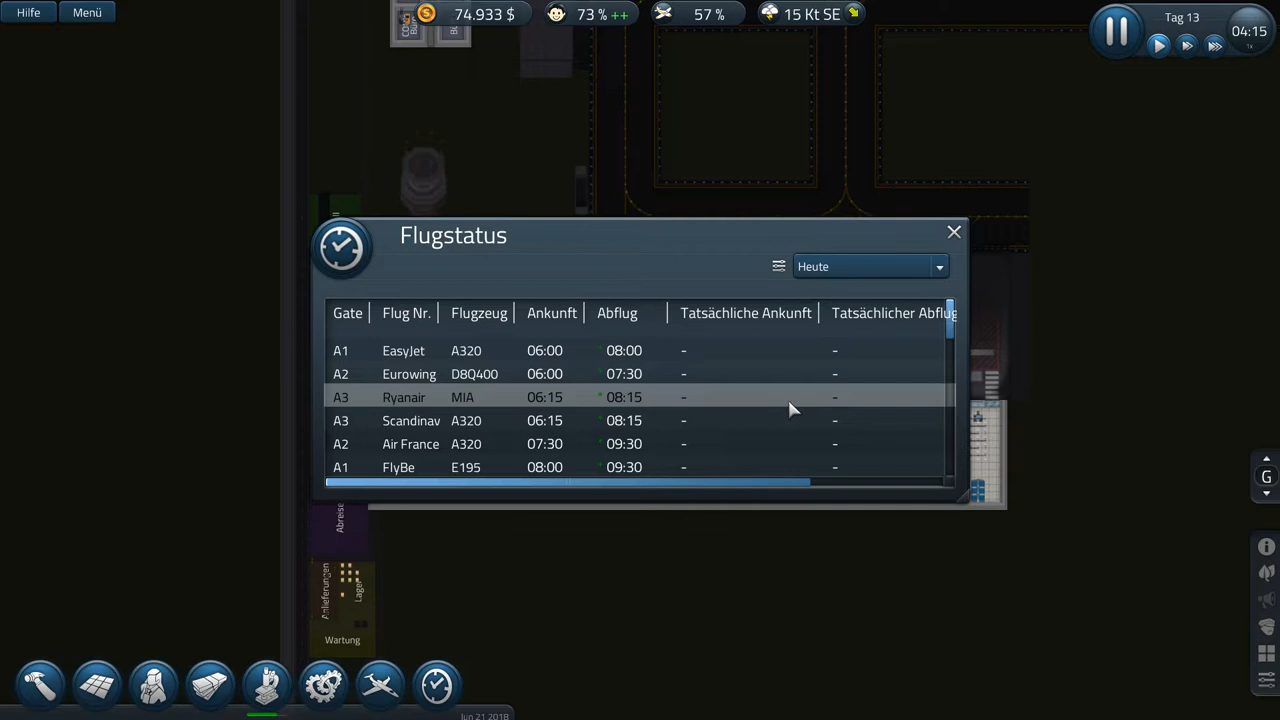 Hilfe Menü 74.933 $ 73 % ++ 57 % 15 Kt SE Tag 13
04:15
1x
Flugstatus
Heute
Gate Flug Nr. Flugzeug Ankunft Abflug Tatsächliche Ankunft Tatsächlicher Abflug
A1 EasyJet A320 06:00 08:00 - -
A2 Eurowing D8Q400 06:00 07:30 - -
A3 Ryanair MIA 06:15 08:15 - -
A3 Scandinav A320 06:15 08:15 - -
A2 Air France A320 07:30 09:30 - -
A1 FlyBe E195 08:00 09:30 - -
G
Abreise
Anlieferungen
Lager
Wartung
Jun 21 2018